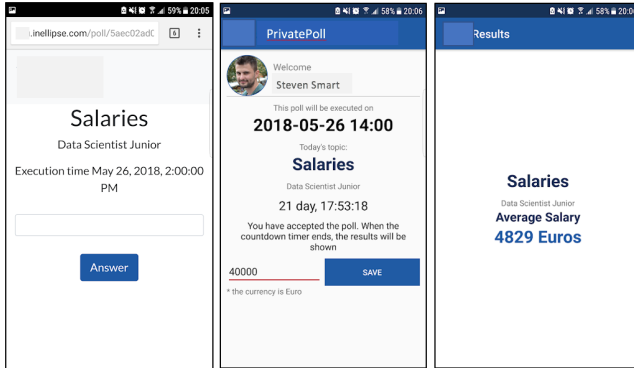 59% 20:05
.inellipse.com/poll/5aec02ad0
6
Salaries
Data Scientist Junior
Execution time May 26, 2018, 2:00:00
PM
Answer
58% 20:06
PrivatePoll
Welcome
Steven Smart
This poll will be executed on
2018-05-26 14:00
Today's topic:
Salaries
Data Scientist Junior
21 day, 17:53:18
You have accepted the poll. When the
countdown timer ends, the results will be
shown
40000
SAVE
* the currency is Euro
58% 20:06
Results
Salaries
Data Scientist Junior
Average Salary
4829 Euros